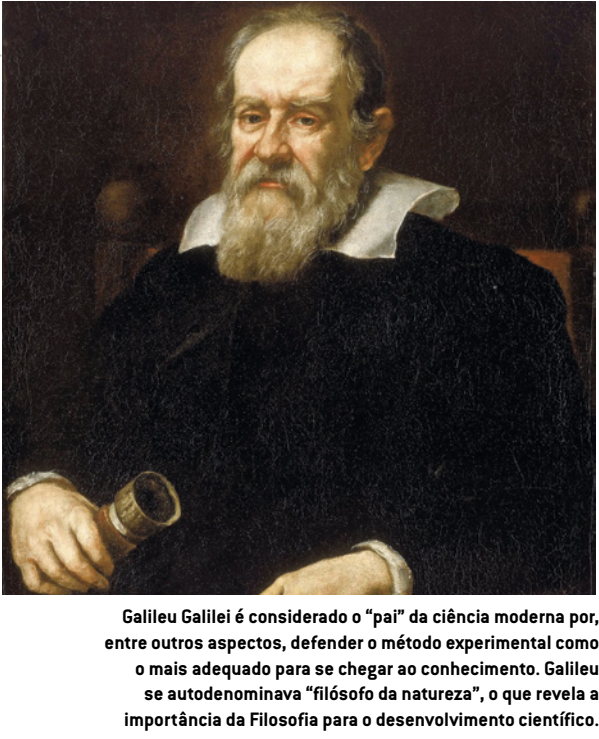 Galileu Galilei é considerado o “pai” da ciência moderna por,
entre outros aspectos, defender o método experimental como
o mais adequado para se chegar ao conhecimento. Galileu
se autodenominava “filósofo da natureza”, o que revela a
importância da Filosofia para o desenvolvimento científico.